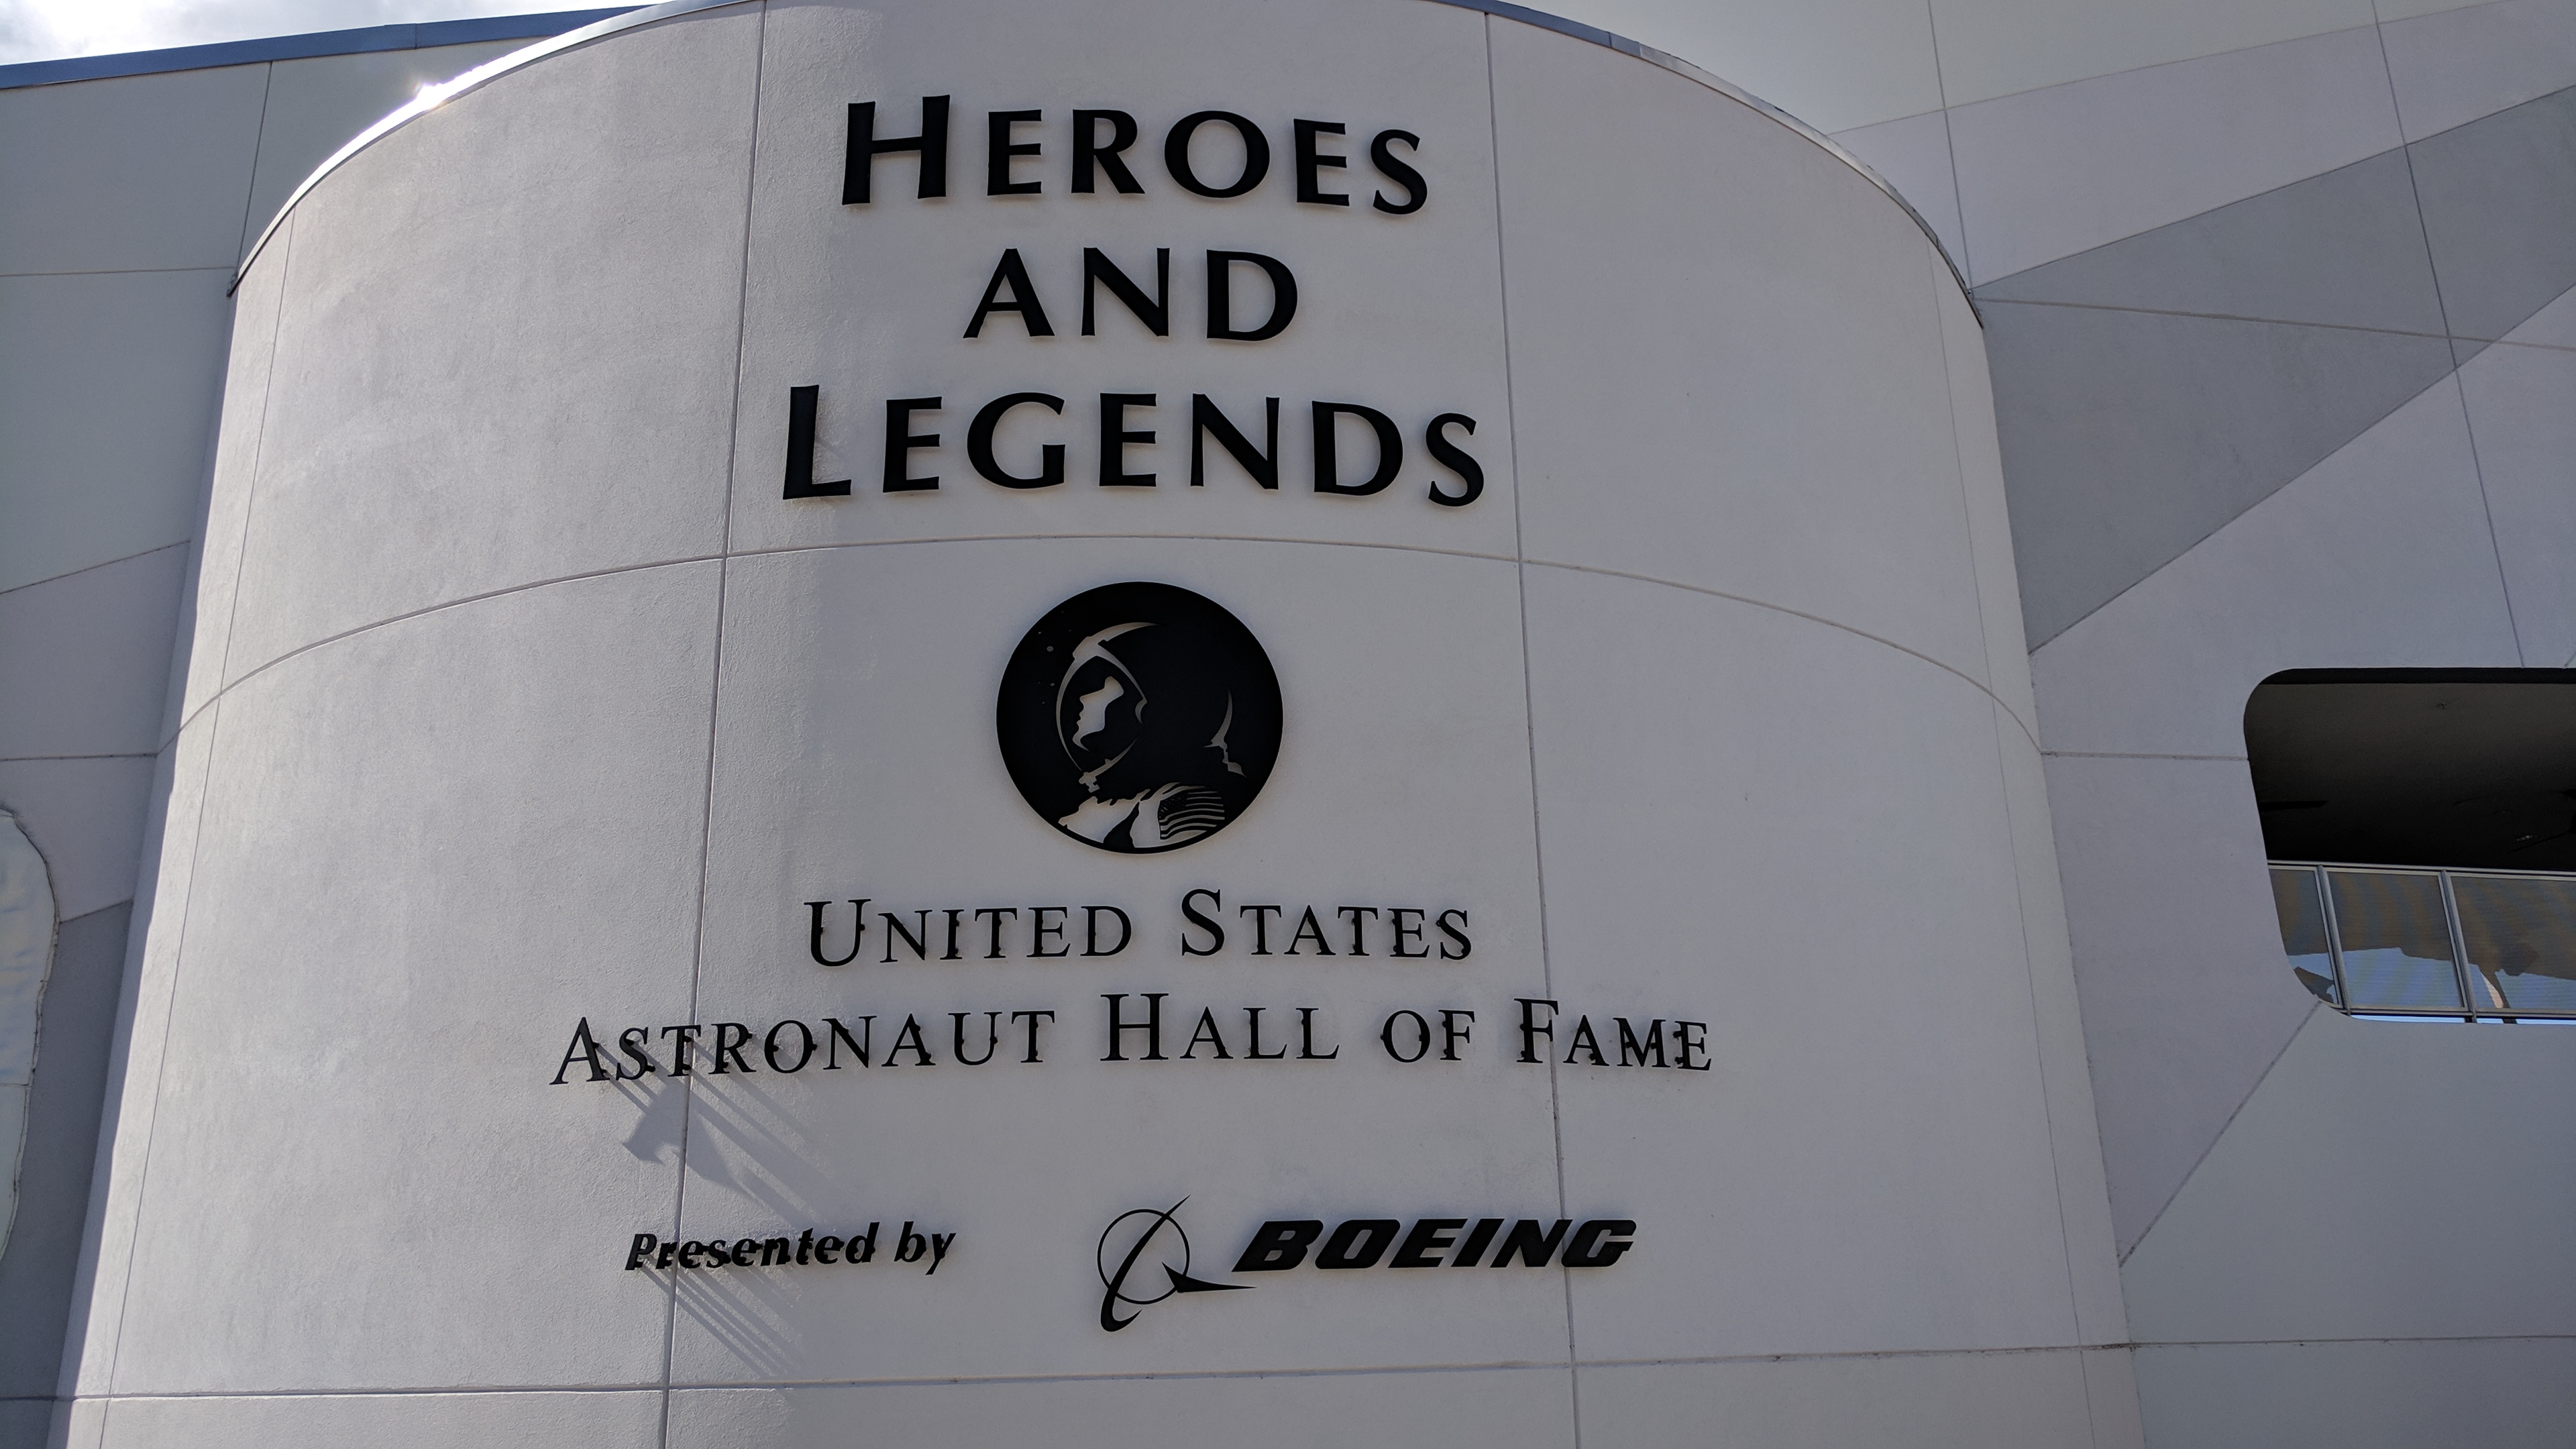 HEROES
AND
LEGENDS
UNITED STATES
ASTRONAUT HALL OF FAME
Presented by BOEING